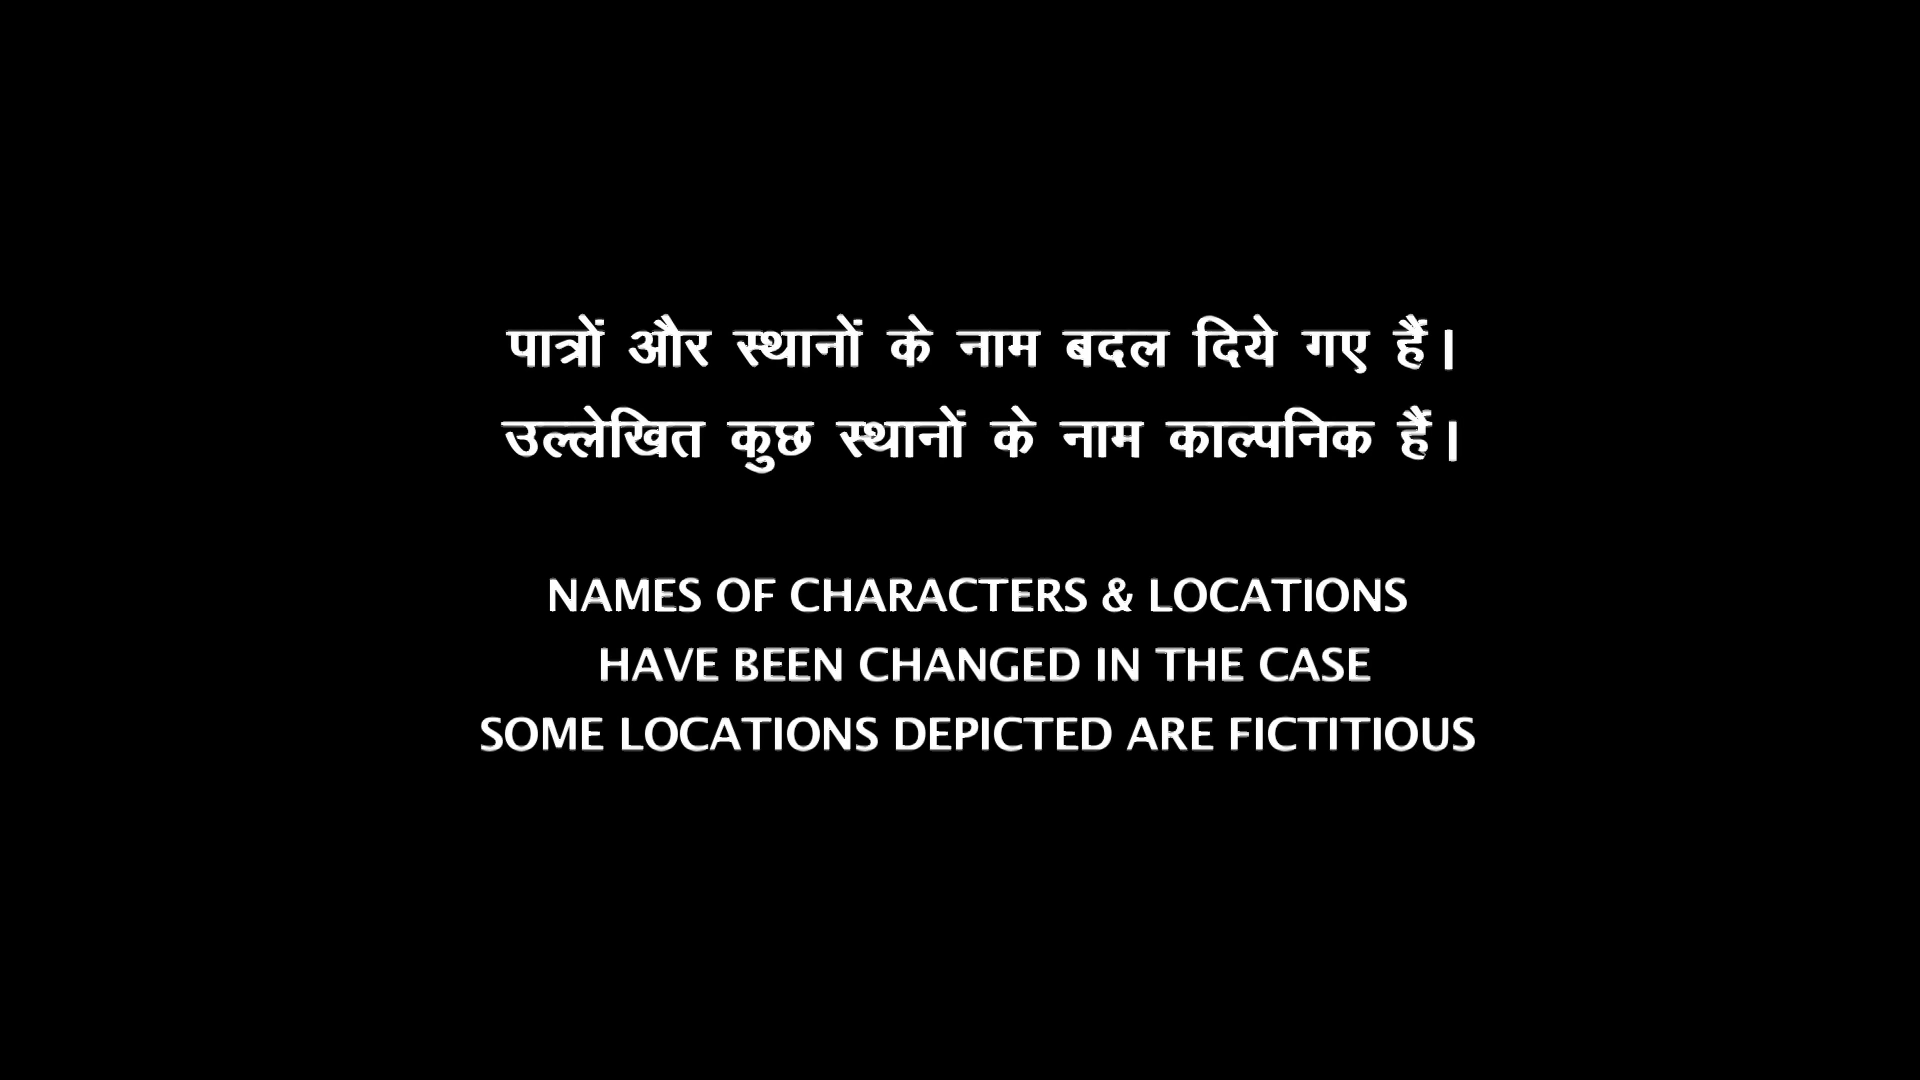 पात्रों और स्थानों के नाम बदल दिये गए हैं।
उल्लेखित कुछ स्थानों के नाम काल्पनिक हैं।
NAMES OF CHARACTERS & LOCATIONS
HAVE BEEN CHANGED IN THE CASE
SOME LOCATIONS DEPICTED ARE FICTITIOUS